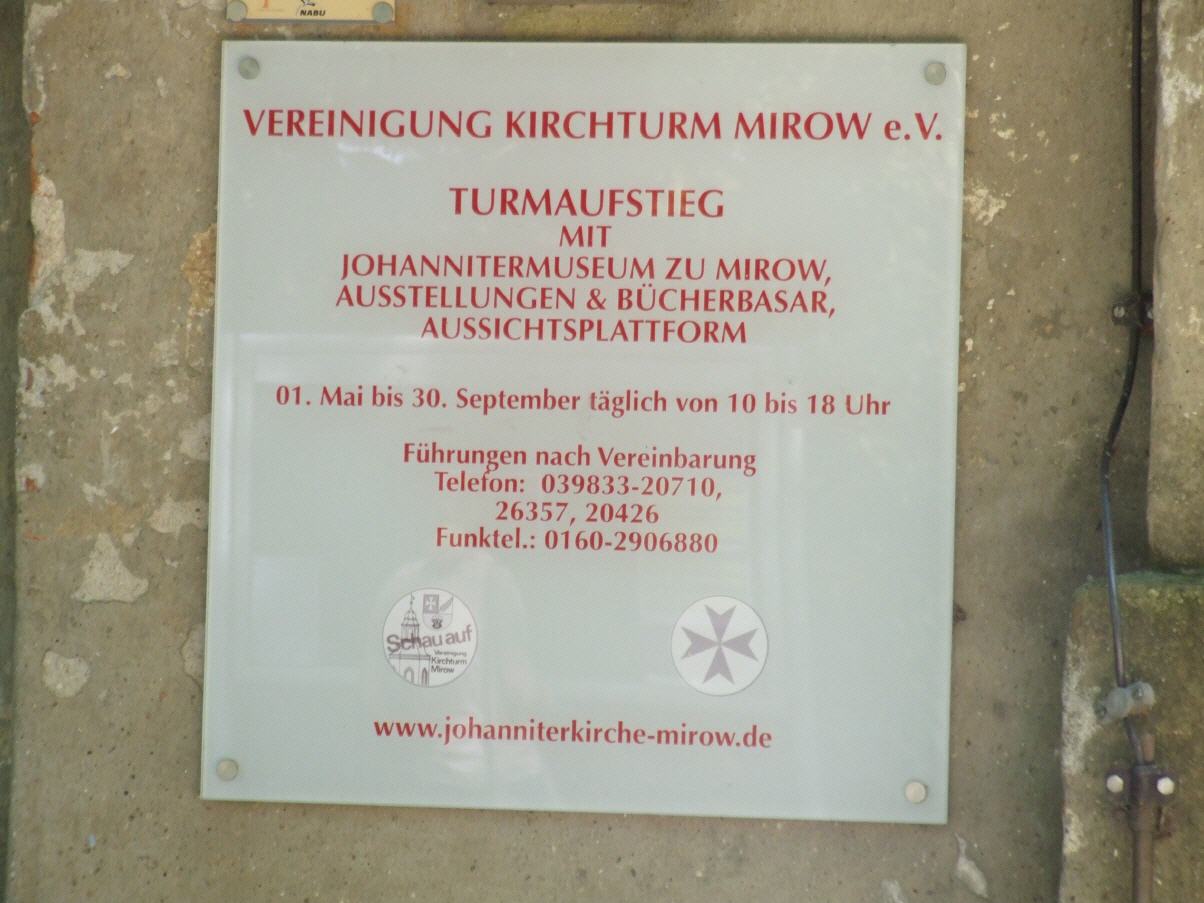 NABU
VEREINIGUNG KIRCHTURM MIROW e.V.
TURMAUFSTIEG
MIT
JOHANNITERMUSEUM ZU MIROW,
AUSSTELLUNGEN & BÜCHERBASAR,
AUSSICHTSPLATTFORM
01. Mai bis 30. September täglich von 10 bis 18 Uhr
Führungen nach Vereinbarung
Telefon: 039833-20710,
26357, 20426
Funktel.: 0160-2906880
Schau auf
Vereinigung
Kirchturm
Mirow
www.johanniterkirche-mirow.de